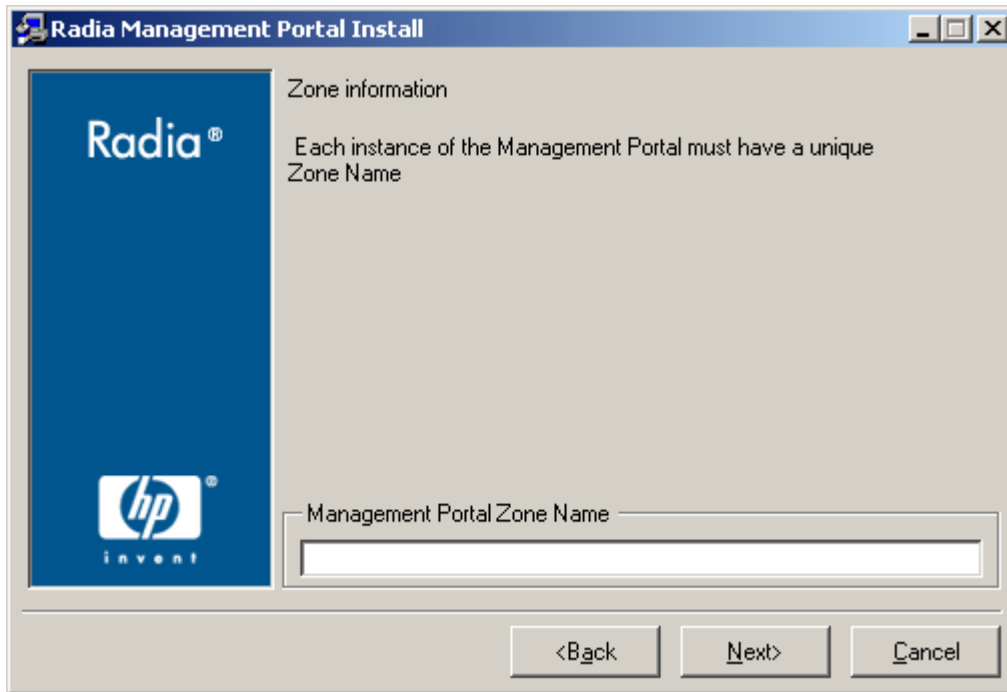 Radia Management Portal Install
Radia®
Zone information
Each instance of the Management Portal must have a unique
Zone Name
hp®
invent
Management Portal Zone Name
<Back
Next>
Cancel